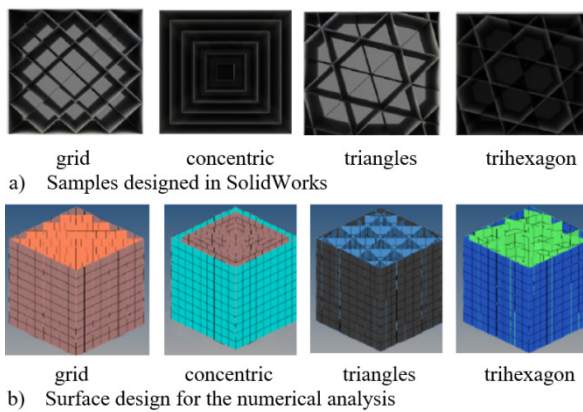 grid concentric triangles trihexagon
a) Samples designed in SolidWorks
grid concentric triangles trihexagon
b) Surface design for the numerical analysis